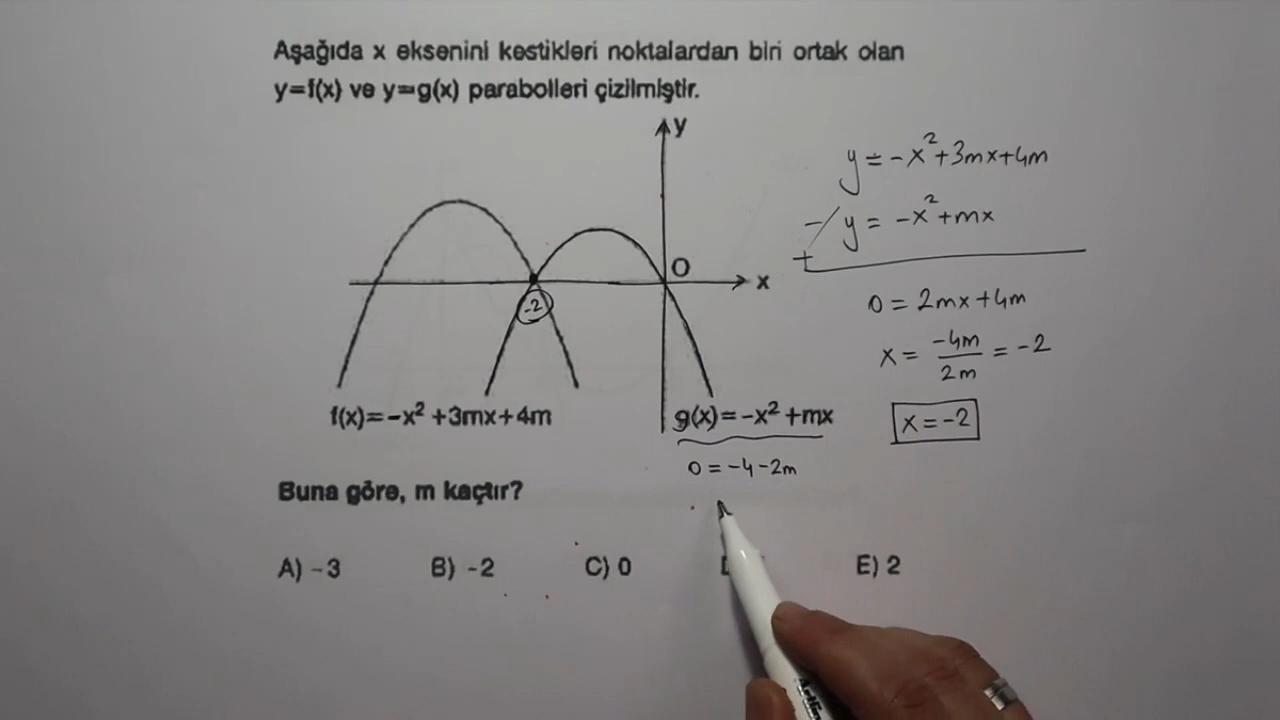 Aşağıda x eksenini kestikleri noktalardan biri ortak olan
y=f(x) ve y=g(x) parabolleri çizilmiştir.
y
O
x
-2
f(x)=-x² +3mx+4m
g(x)=-x² +mx
0 = -4 -2m
y = -x² +3mx+4m
-/ y = -x² +mx
+
0 = 2mx+4m
x = -4m/2m = -2
x = -2
Buna göre, m kaçtır?
A) -3 B) -2 C) 0 E) 2